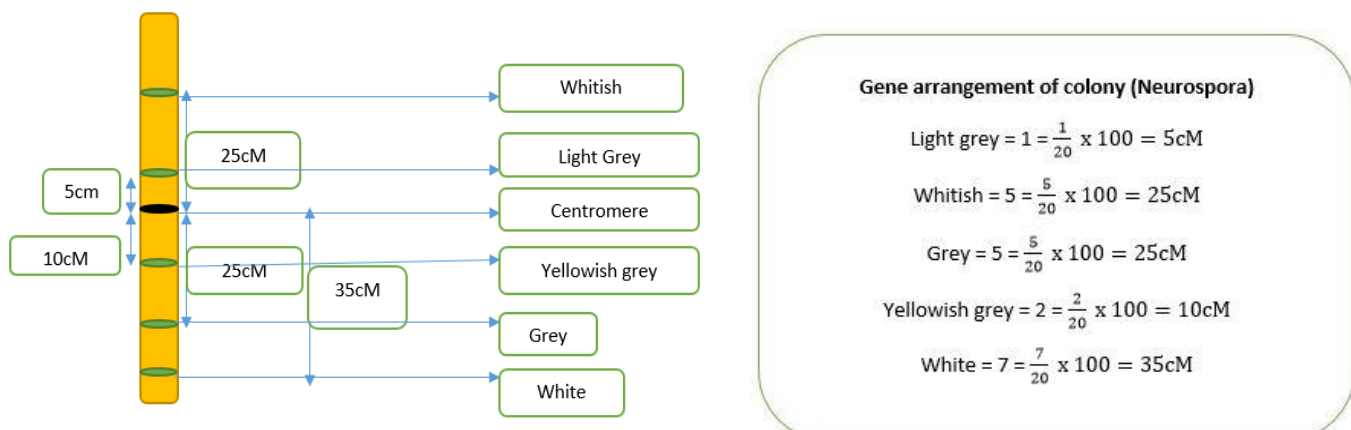 Whitish
25cM
Light Grey
5cm
Centromere
10cM
25cM
Yellowish grey
35cM
Grey
White
Gene arrangement of colony (Neurospora)
Light grey = 1 = 1/20 x 100 = 5cM
Whitish = 5 = 5/20 x 100 = 25cM
Grey = 5 = 5/20 x 100 = 25cM
Yellowish grey = 2 = 2/20 x 100 = 10cM
White = 7 = 7/20 x 100 = 35cM